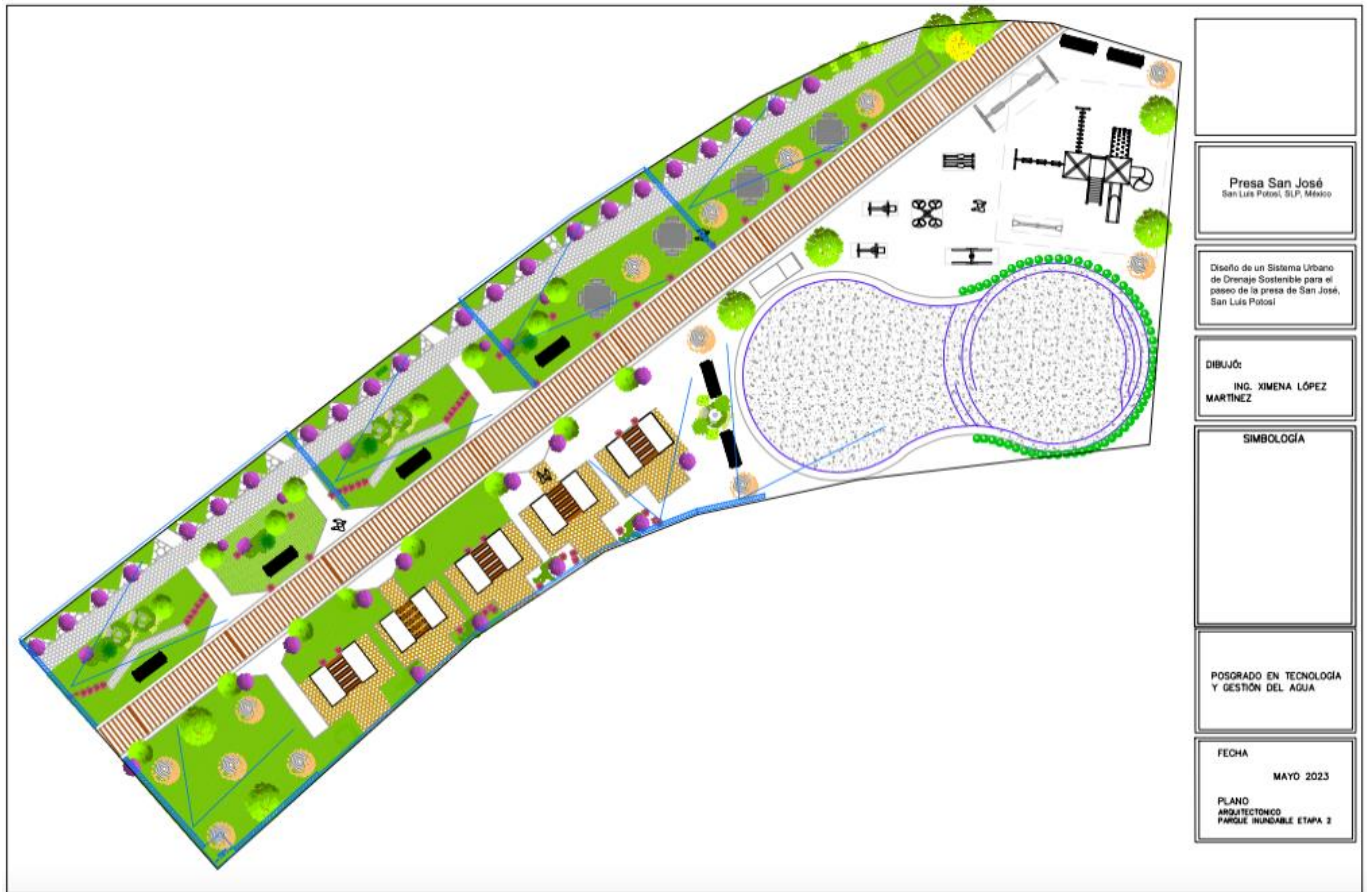 Presa San José
San Luis Potosí, SLP, México
Diseño de un Sistema Urbano
de Drenaje Sostenible para el
paseo de la presa de San José,
San Luis Potosí
DIBUJÓ:
ING. XIMENA LÓPEZ
MARTÍNEZ
SIMBOLOGÍA
POSGRADO EN TECNOLOGÍA
Y GESTIÓN DEL AGUA
FECHA
MAYO 2023
PLANO
ARQUITECTONICO
PARQUE INUNDABLE ETAPA 2